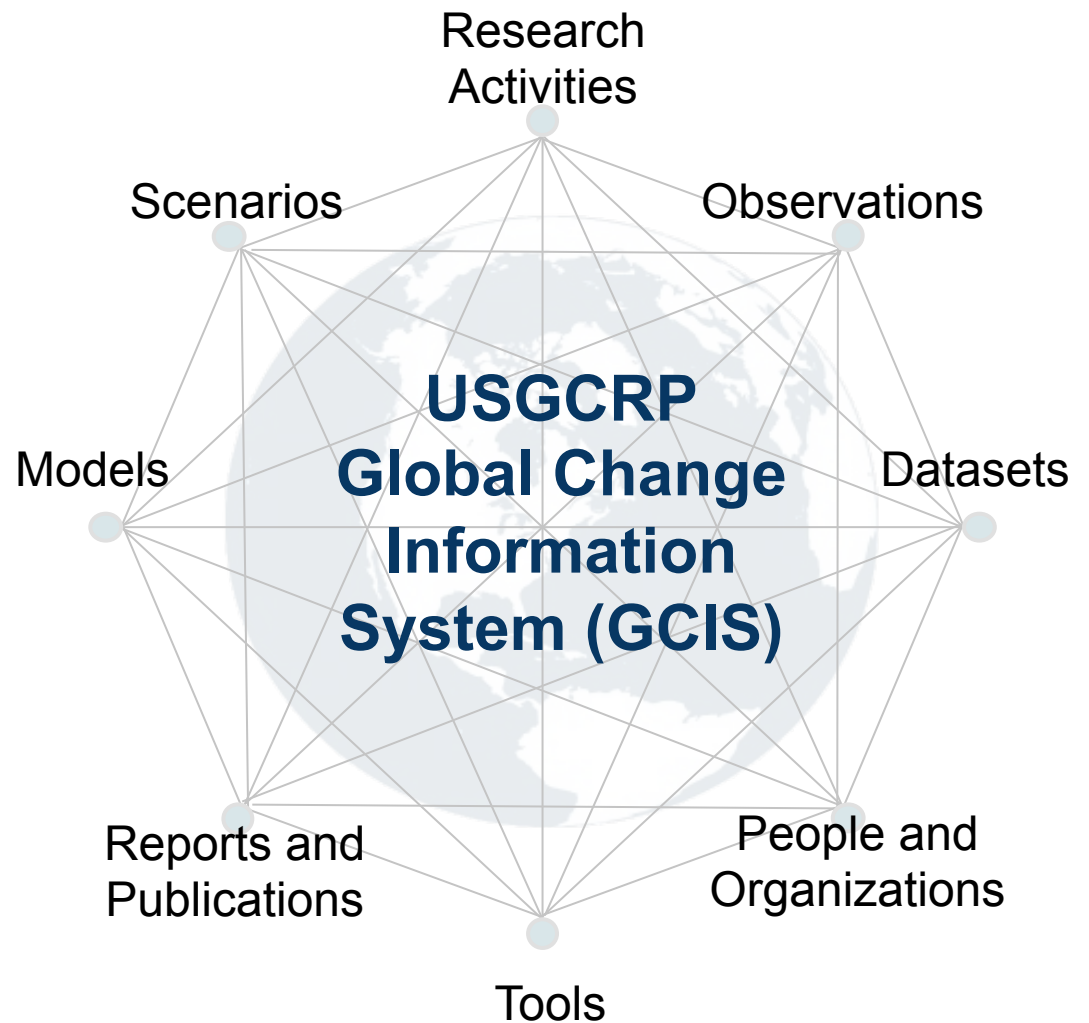 Research
Activities
Scenarios
Observations
USGCRP
Global Change
Information
System (GCIS)
Models
Datasets
Reports and
Publications
People and
Organizations
Tools